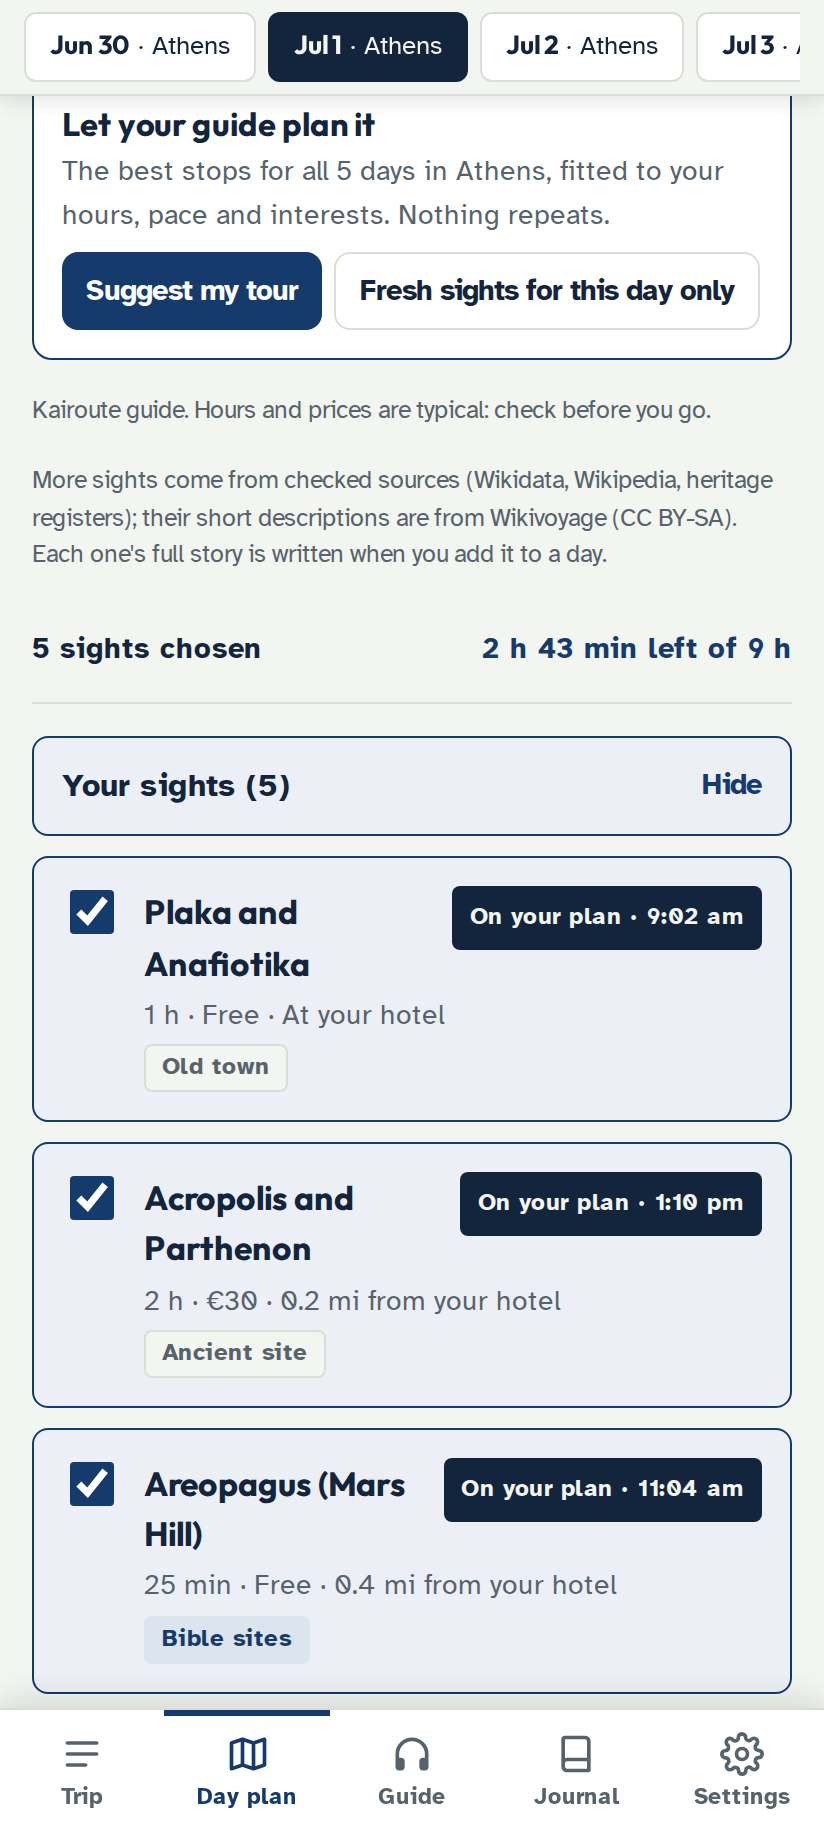 Jun 30 · Athens
Jul 1 · Athens
Jul 2 · Athens
Jul 3 ·
Let your guide plan it
The best stops for all 5 days in Athens, fitted to your
hours, pace and interests. Nothing repeats.
Suggest my tour
Fresh sights for this day only
Kairoute guide. Hours and prices are typical: check before you go.
More sights come from checked sources (Wikidata, Wikipedia, heritage
registers); their short descriptions are from Wikivoyage (CC BY-SA).
Each one's full story is written when you add it to a day.
5 sights chosen
2 h 43 min left of 9 h
Your sights (5)
Hide
Plaka and
Anafiotika
On your plan · 9:02 am
1 h · Free · At your hotel
Old town
Acropolis and
Parthenon
On your plan · 1:10 pm
2 h · €30 · 0.2 mi from your hotel
Ancient site
Areopagus (Mars
Hill)
On your plan · 11:04 am
25 min · Free · 0.4 mi from your hotel
Bible sites
Trip
Day plan
Guide
Journal
Settings